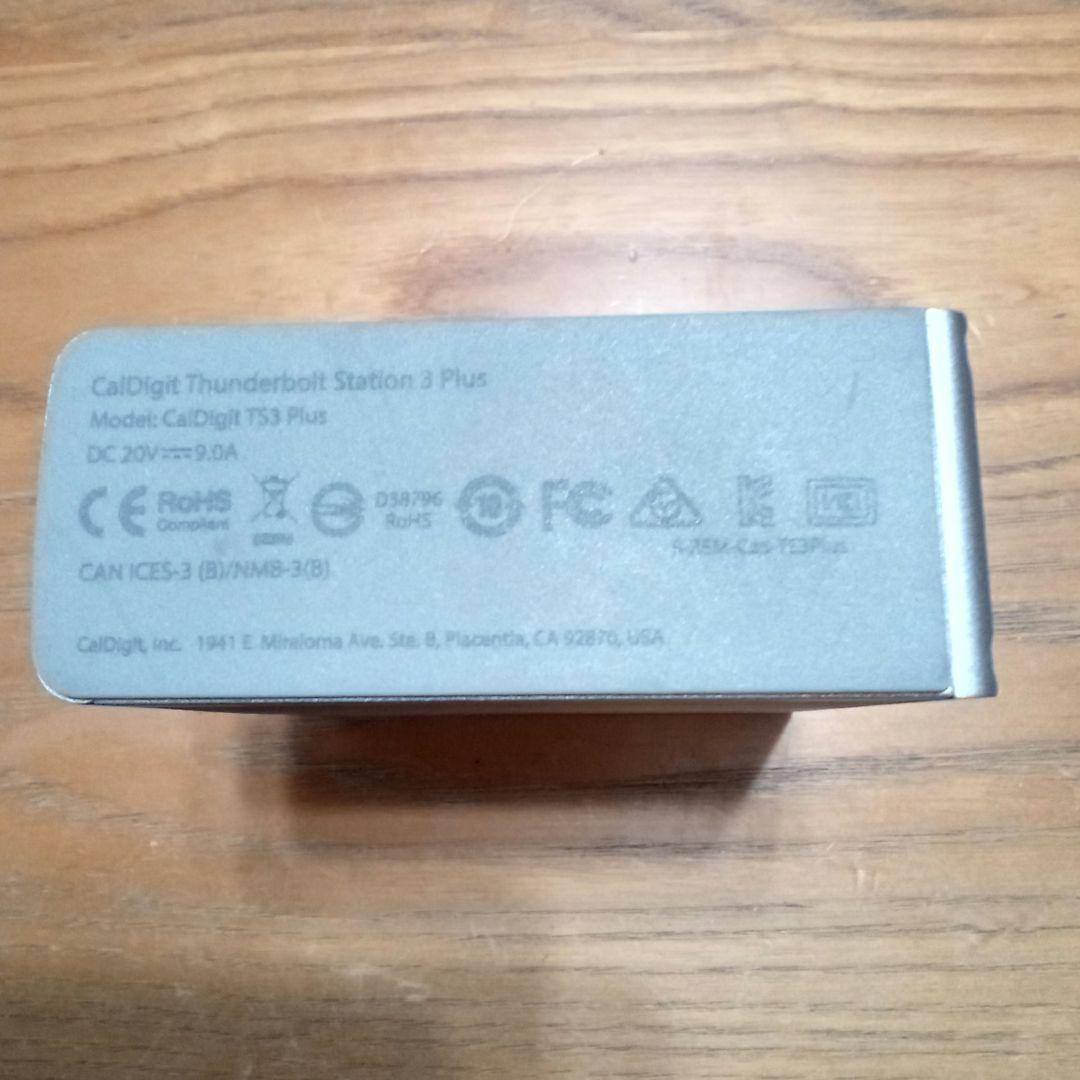 CalDigit Thunderbolt Station 3 Plus
Model: CalDigit TS3 Plus
DC 20V⎓9.0A
CE RoHS Compliant D38796 RoHS 10 FC
CAN ICES-3 (B)/NMB-3(B)
CalDigit, Inc. 1941 E Miraloma Ave. Ste. B, Placentia, CA 92870, USA